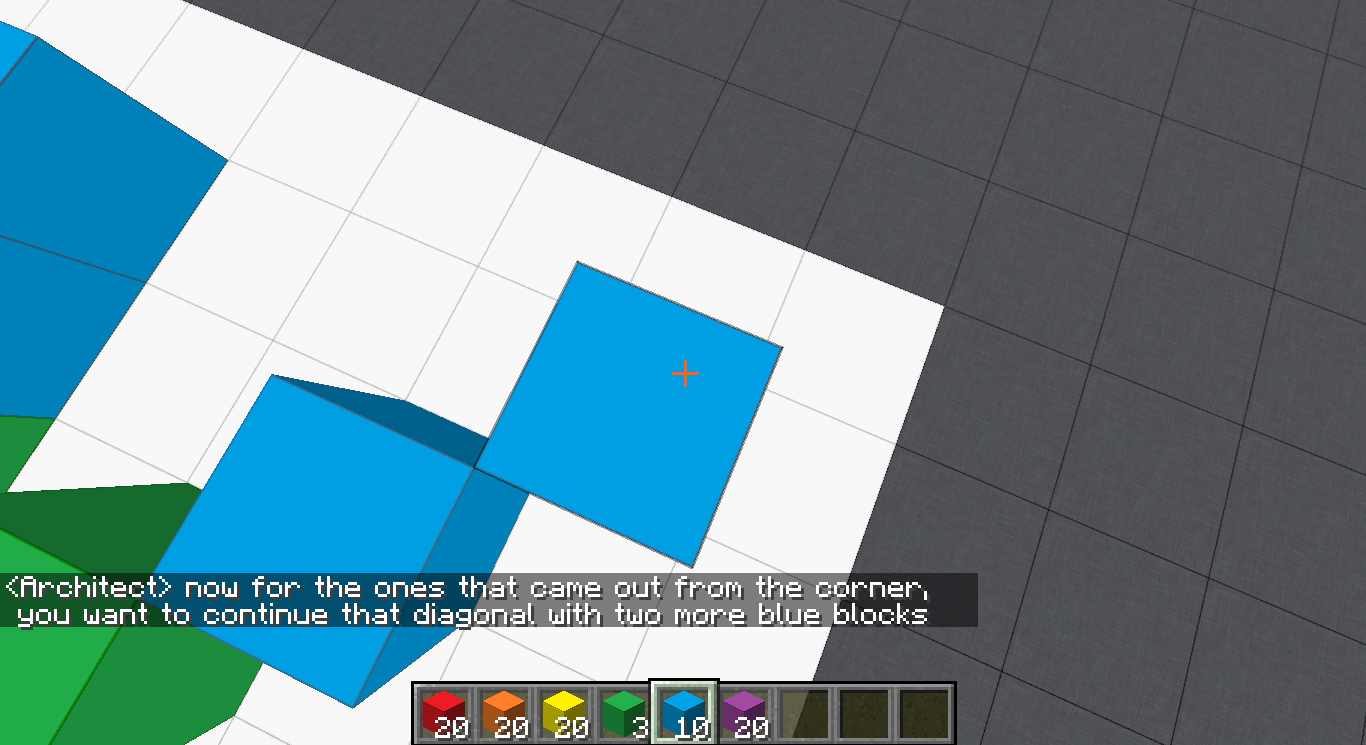 <Architect> now for the ones that came out from the corner,
you want to continue that diagonal with two more blue blocks
20 20 20 3 10 20